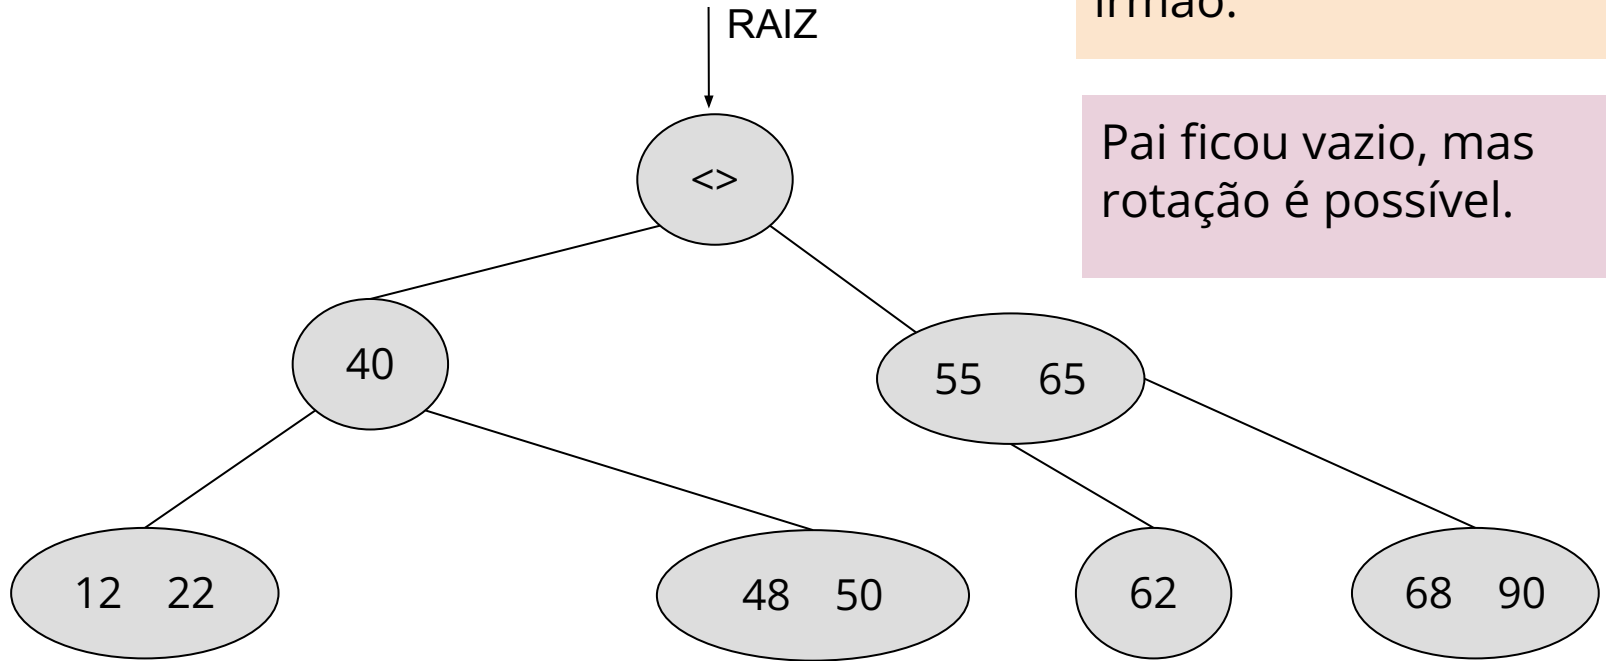 irmão.
RAIZ
Pai ficou vazio, mas
rotação é possível.
<>
40
55 65
12 22
48 50
62
68 90